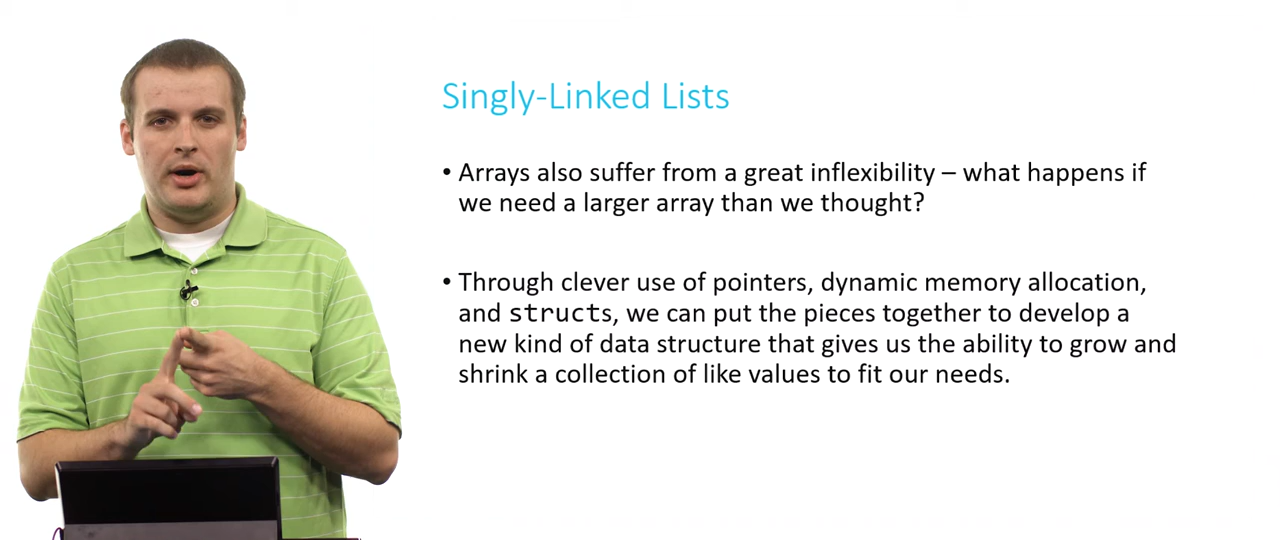 Singly-Linked Lists
• Arrays also suffer from a great inflexibility – what happens if
we need a larger array than we thought?
• Through clever use of pointers, dynamic memory allocation,
and structs, we can put the pieces together to develop a
new kind of data structure that gives us the ability to grow and
shrink a collection of like values to fit our needs.